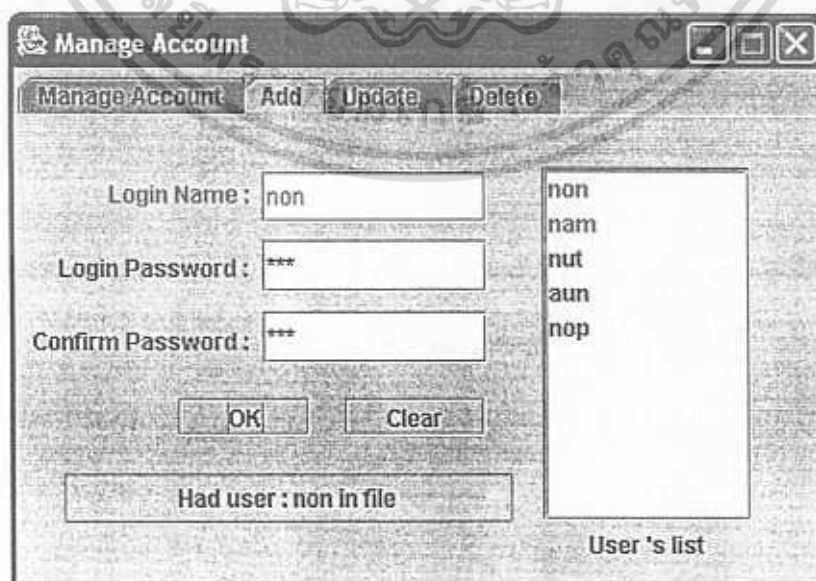 Manage Account
Manage Account Add Update Delete
Login Name : non
Login Password : ***
Confirm Password : ***
OK Clear
Had user : non in file
non
nam
nut
aun
nop
User 's list